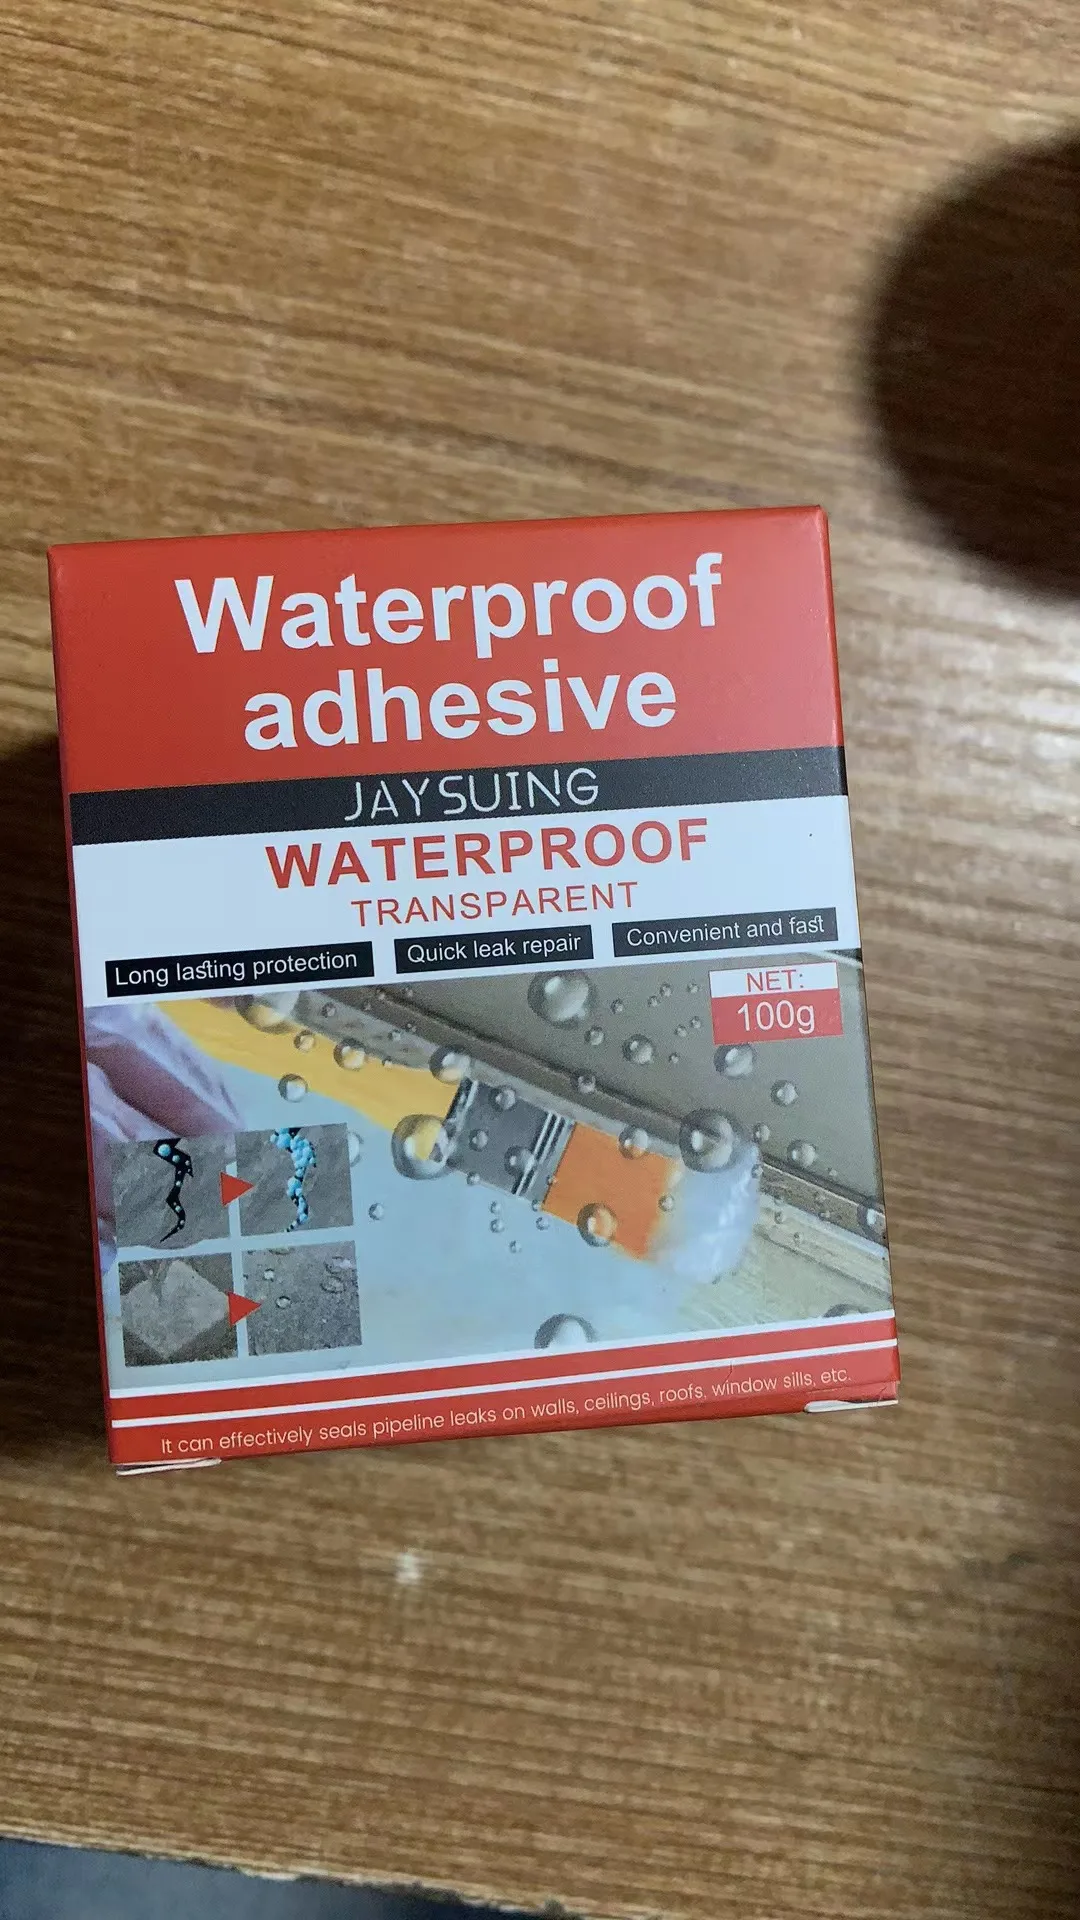 Waterproof
adhesive
JAYSUING
WATERPROOF
TRANSPARENT
Long lasting protection
Quick leak repair
Convenient and fast
NET:
100g
It can effectively seals pipeline leaks on walls, ceilings, roofs, window sills, etc.